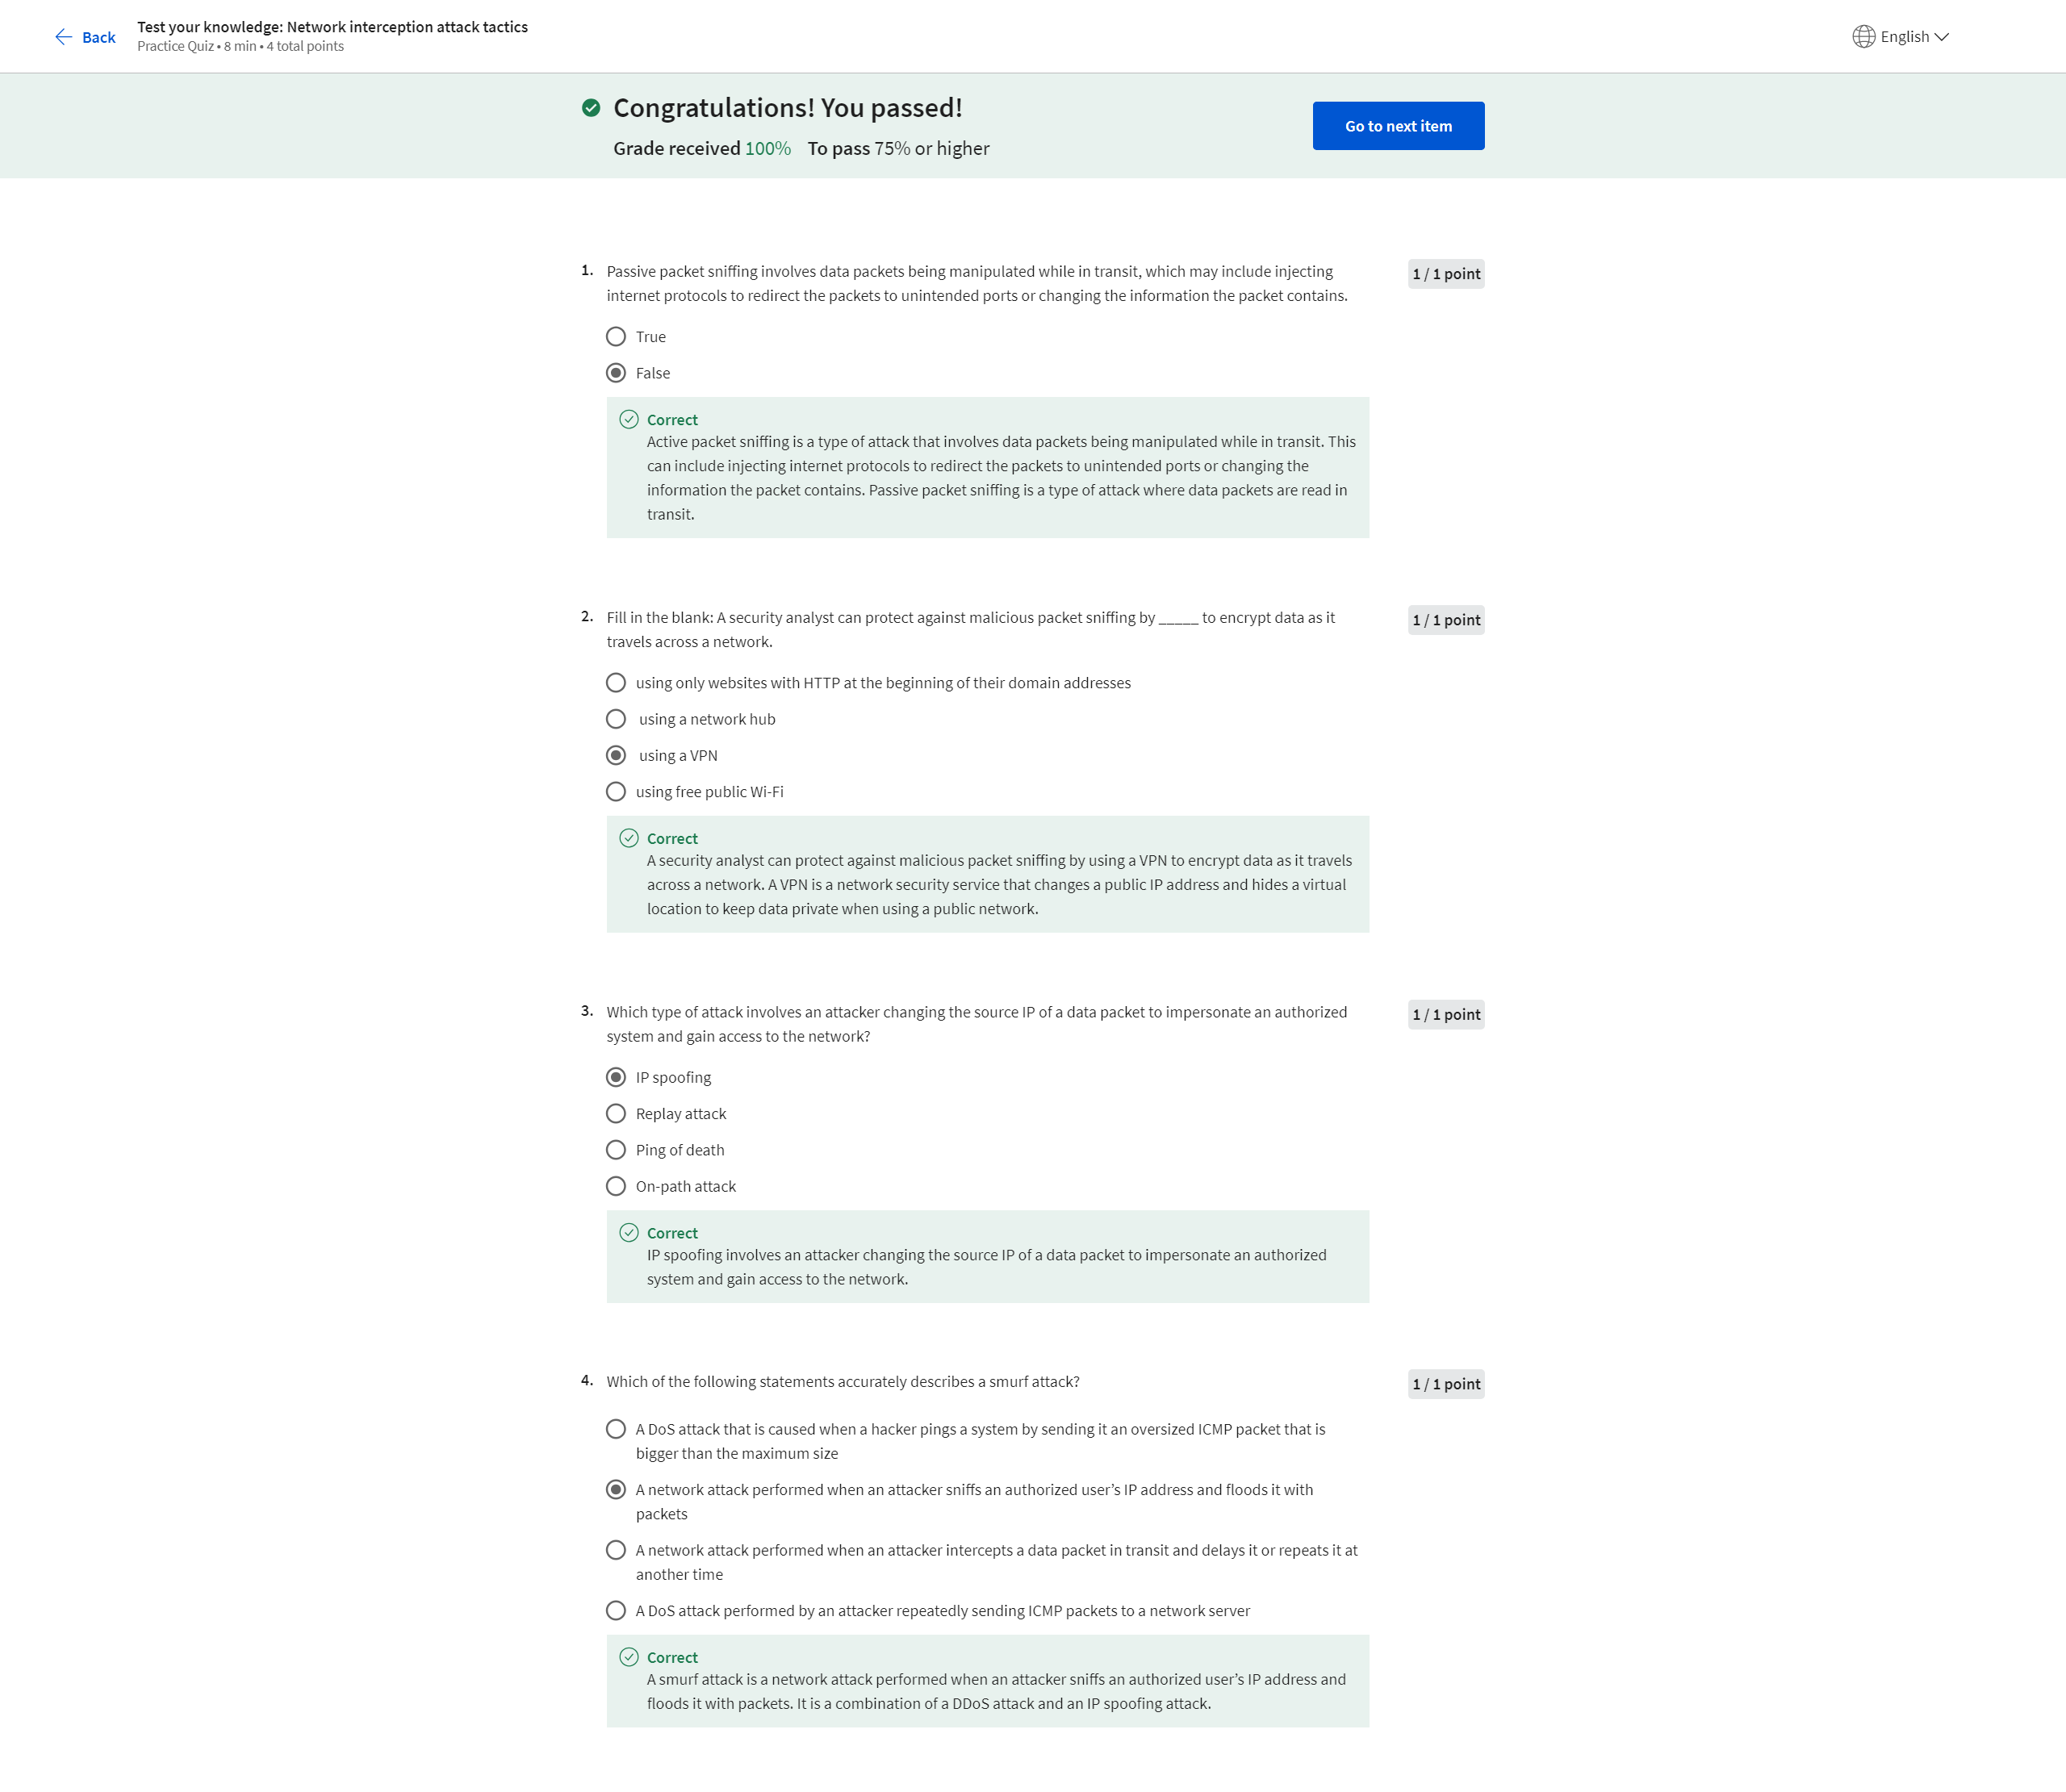 Back
Test your knowledge: Network interception attack tactics
Practice Quiz • 8 min • 4 total points
English
Congratulations! You passed!
Grade received 100% To pass 75% or higher
Go to next item
1. Passive packet sniffing involves data packets being manipulated while in transit, which may include injecting
internet protocols to redirect the packets to unintended ports or changing the information the packet contains.
1 / 1 point
True
False
Correct
Active packet sniffing is a type of attack that involves data packets being manipulated while in transit. This
can include injecting internet protocols to redirect the packets to unintended ports or changing the
information the packet contains. Passive packet sniffing is a type of attack where data packets are read in
transit.
2. Fill in the blank: A security analyst can protect against malicious packet sniffing by _____ to encrypt data as it
travels across a network.
1 / 1 point
using only websites with HTTP at the beginning of their domain addresses
using a network hub
using a VPN
using free public Wi-Fi
Correct
A security analyst can protect against malicious packet sniffing by using a VPN to encrypt data as it travels
across a network. A VPN is a network security service that changes a public IP address and hides a virtual
location to keep data private when using a public network.
3. Which type of attack involves an attacker changing the source IP of a data packet to impersonate an authorized
system and gain access to the network?
1 / 1 point
IP spoofing
Replay attack
Ping of death
On-path attack
Correct
IP spoofing involves an attacker changing the source IP of a data packet to impersonate an authorized
system and gain access to the network.
4. Which of the following statements accurately describes a smurf attack?
1 / 1 point
A DoS attack that is caused when a hacker pings a system by sending it an oversized ICMP packet that is
bigger than the maximum size
A network attack performed when an attacker sniffs an authorized user’s IP address and floods it with
packets
A network attack performed when an attacker intercepts a data packet in transit and delays it or repeats it at
another time
A DoS attack performed by an attacker repeatedly sending ICMP packets to a network server
Correct
A smurf attack is a network attack performed when an attacker sniffs an authorized user’s IP address and
floods it with packets. It is a combination of a DDoS attack and an IP spoofing attack.